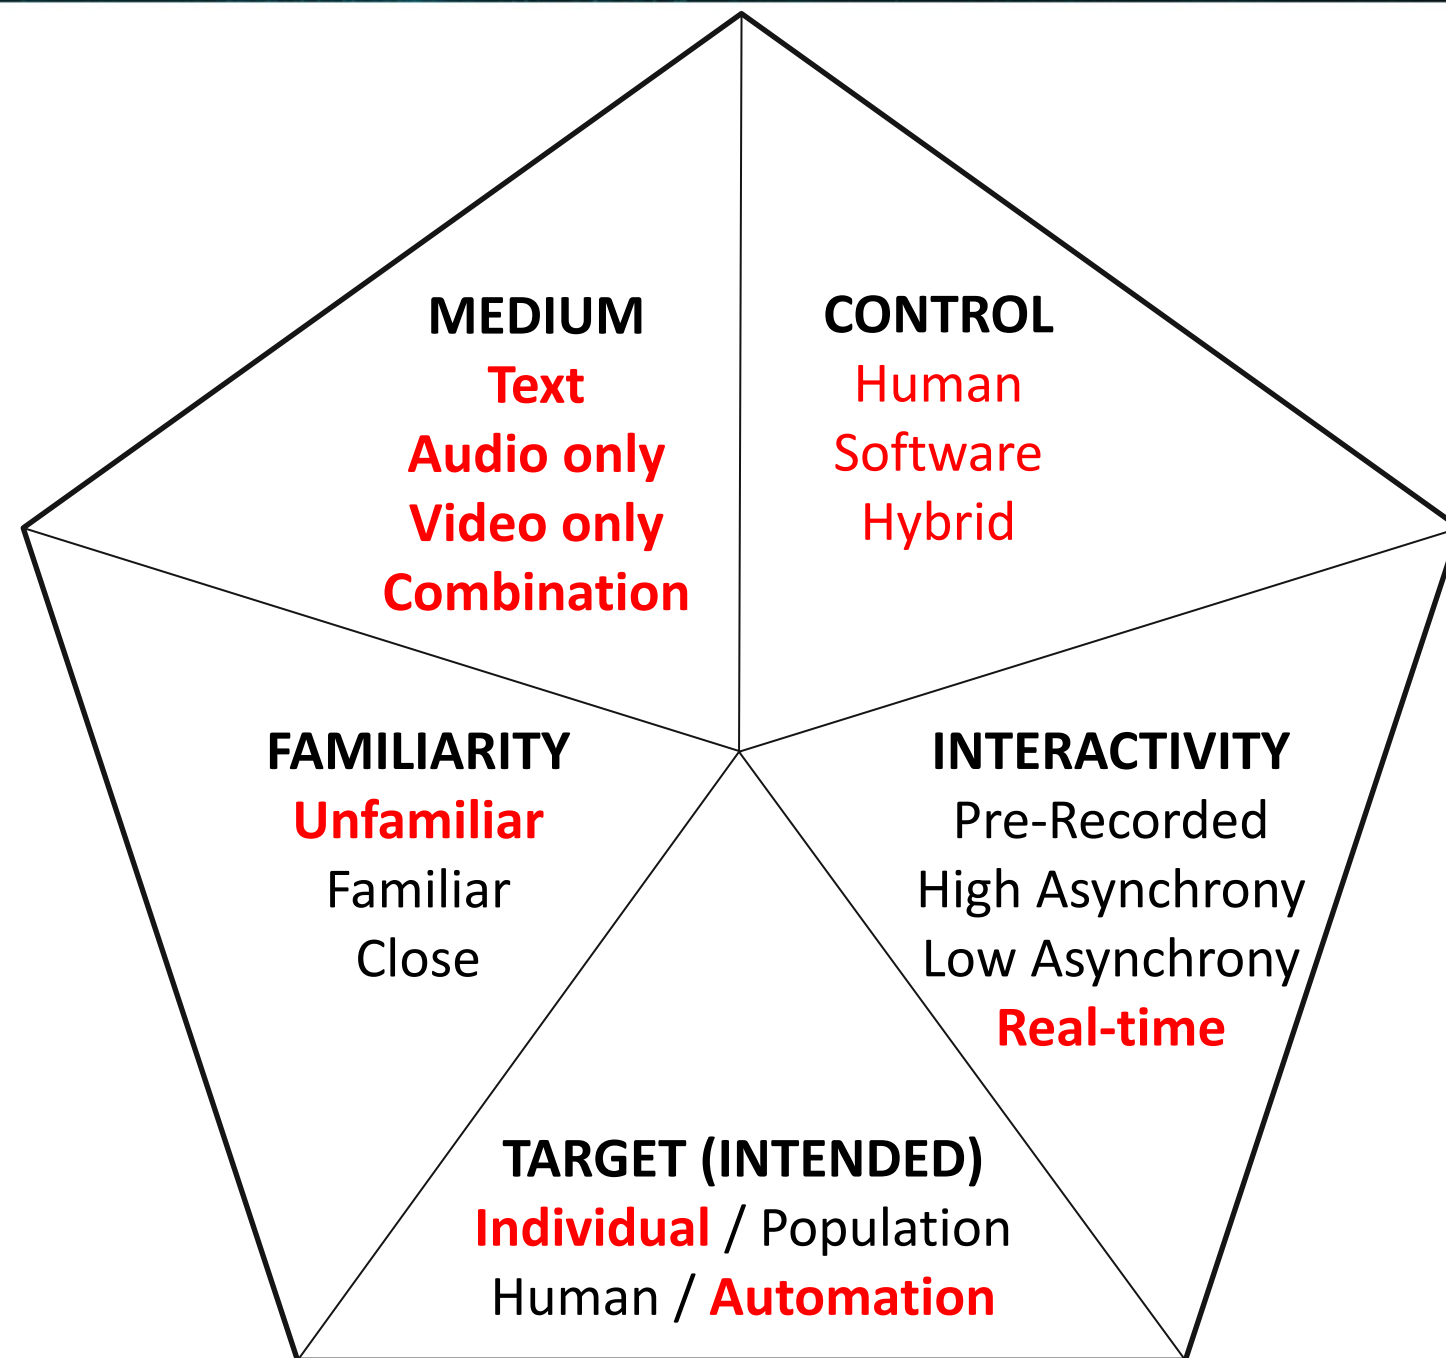 MEDIUM
Text
Audio only
Video only
Combination
CONTROL
Human
Software
Hybrid
FAMILIARITY
Unfamiliar
Familiar
Close
INTERACTIVITY
Pre-Recorded
High Asynchrony
Low Asynchrony
Real-time
TARGET (INTENDED)
Individual / Population
Human / Automation